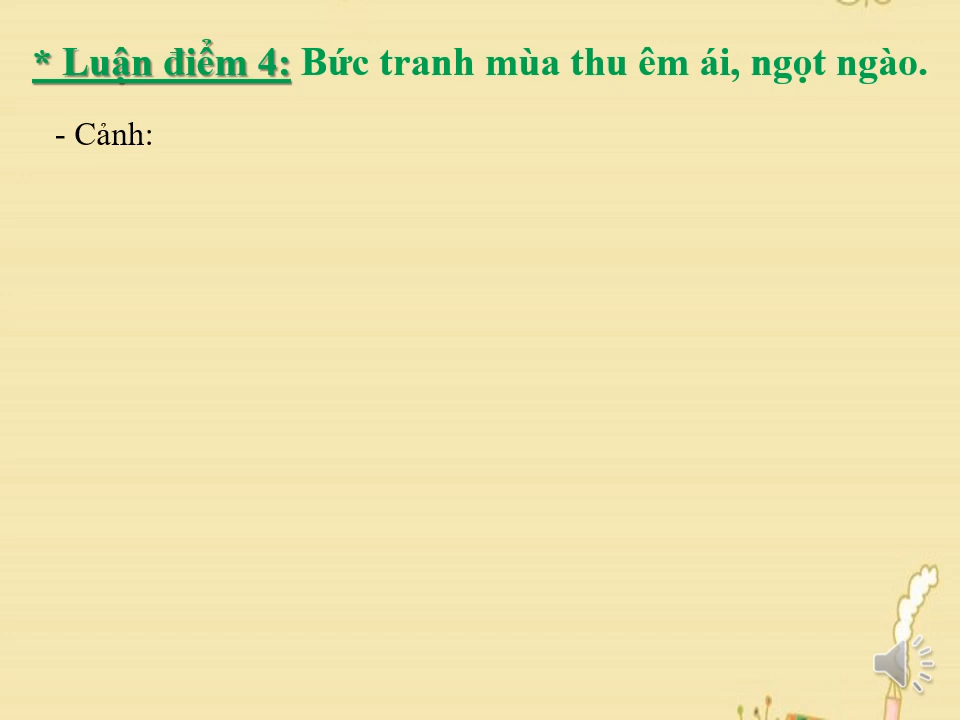 * Luận điểm 4: Bức tranh mùa thu êm ái, ngọt ngào.
- Cảnh: